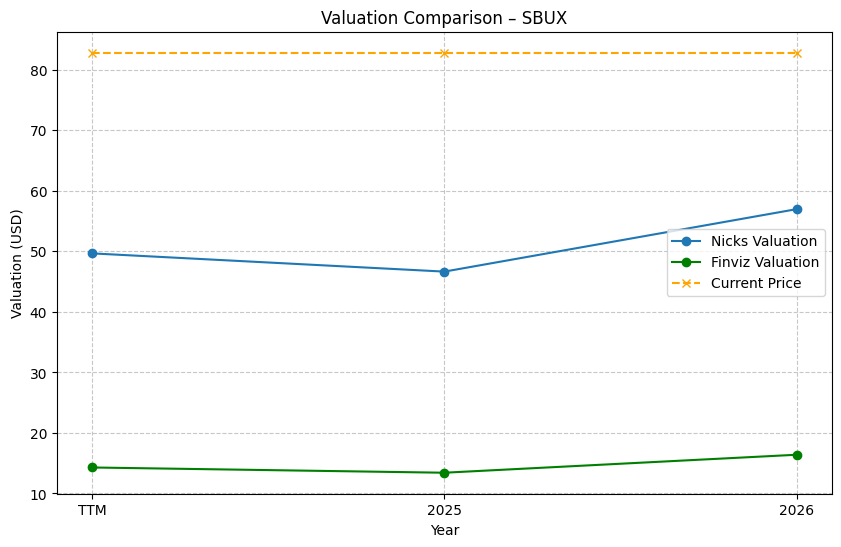 Valuation Comparison – SBUX
Valuation (USD)
80
70
60
50
40
30
20
10
Nicks Valuation
Finviz Valuation
Current Price
TTM
2025
2026
Year